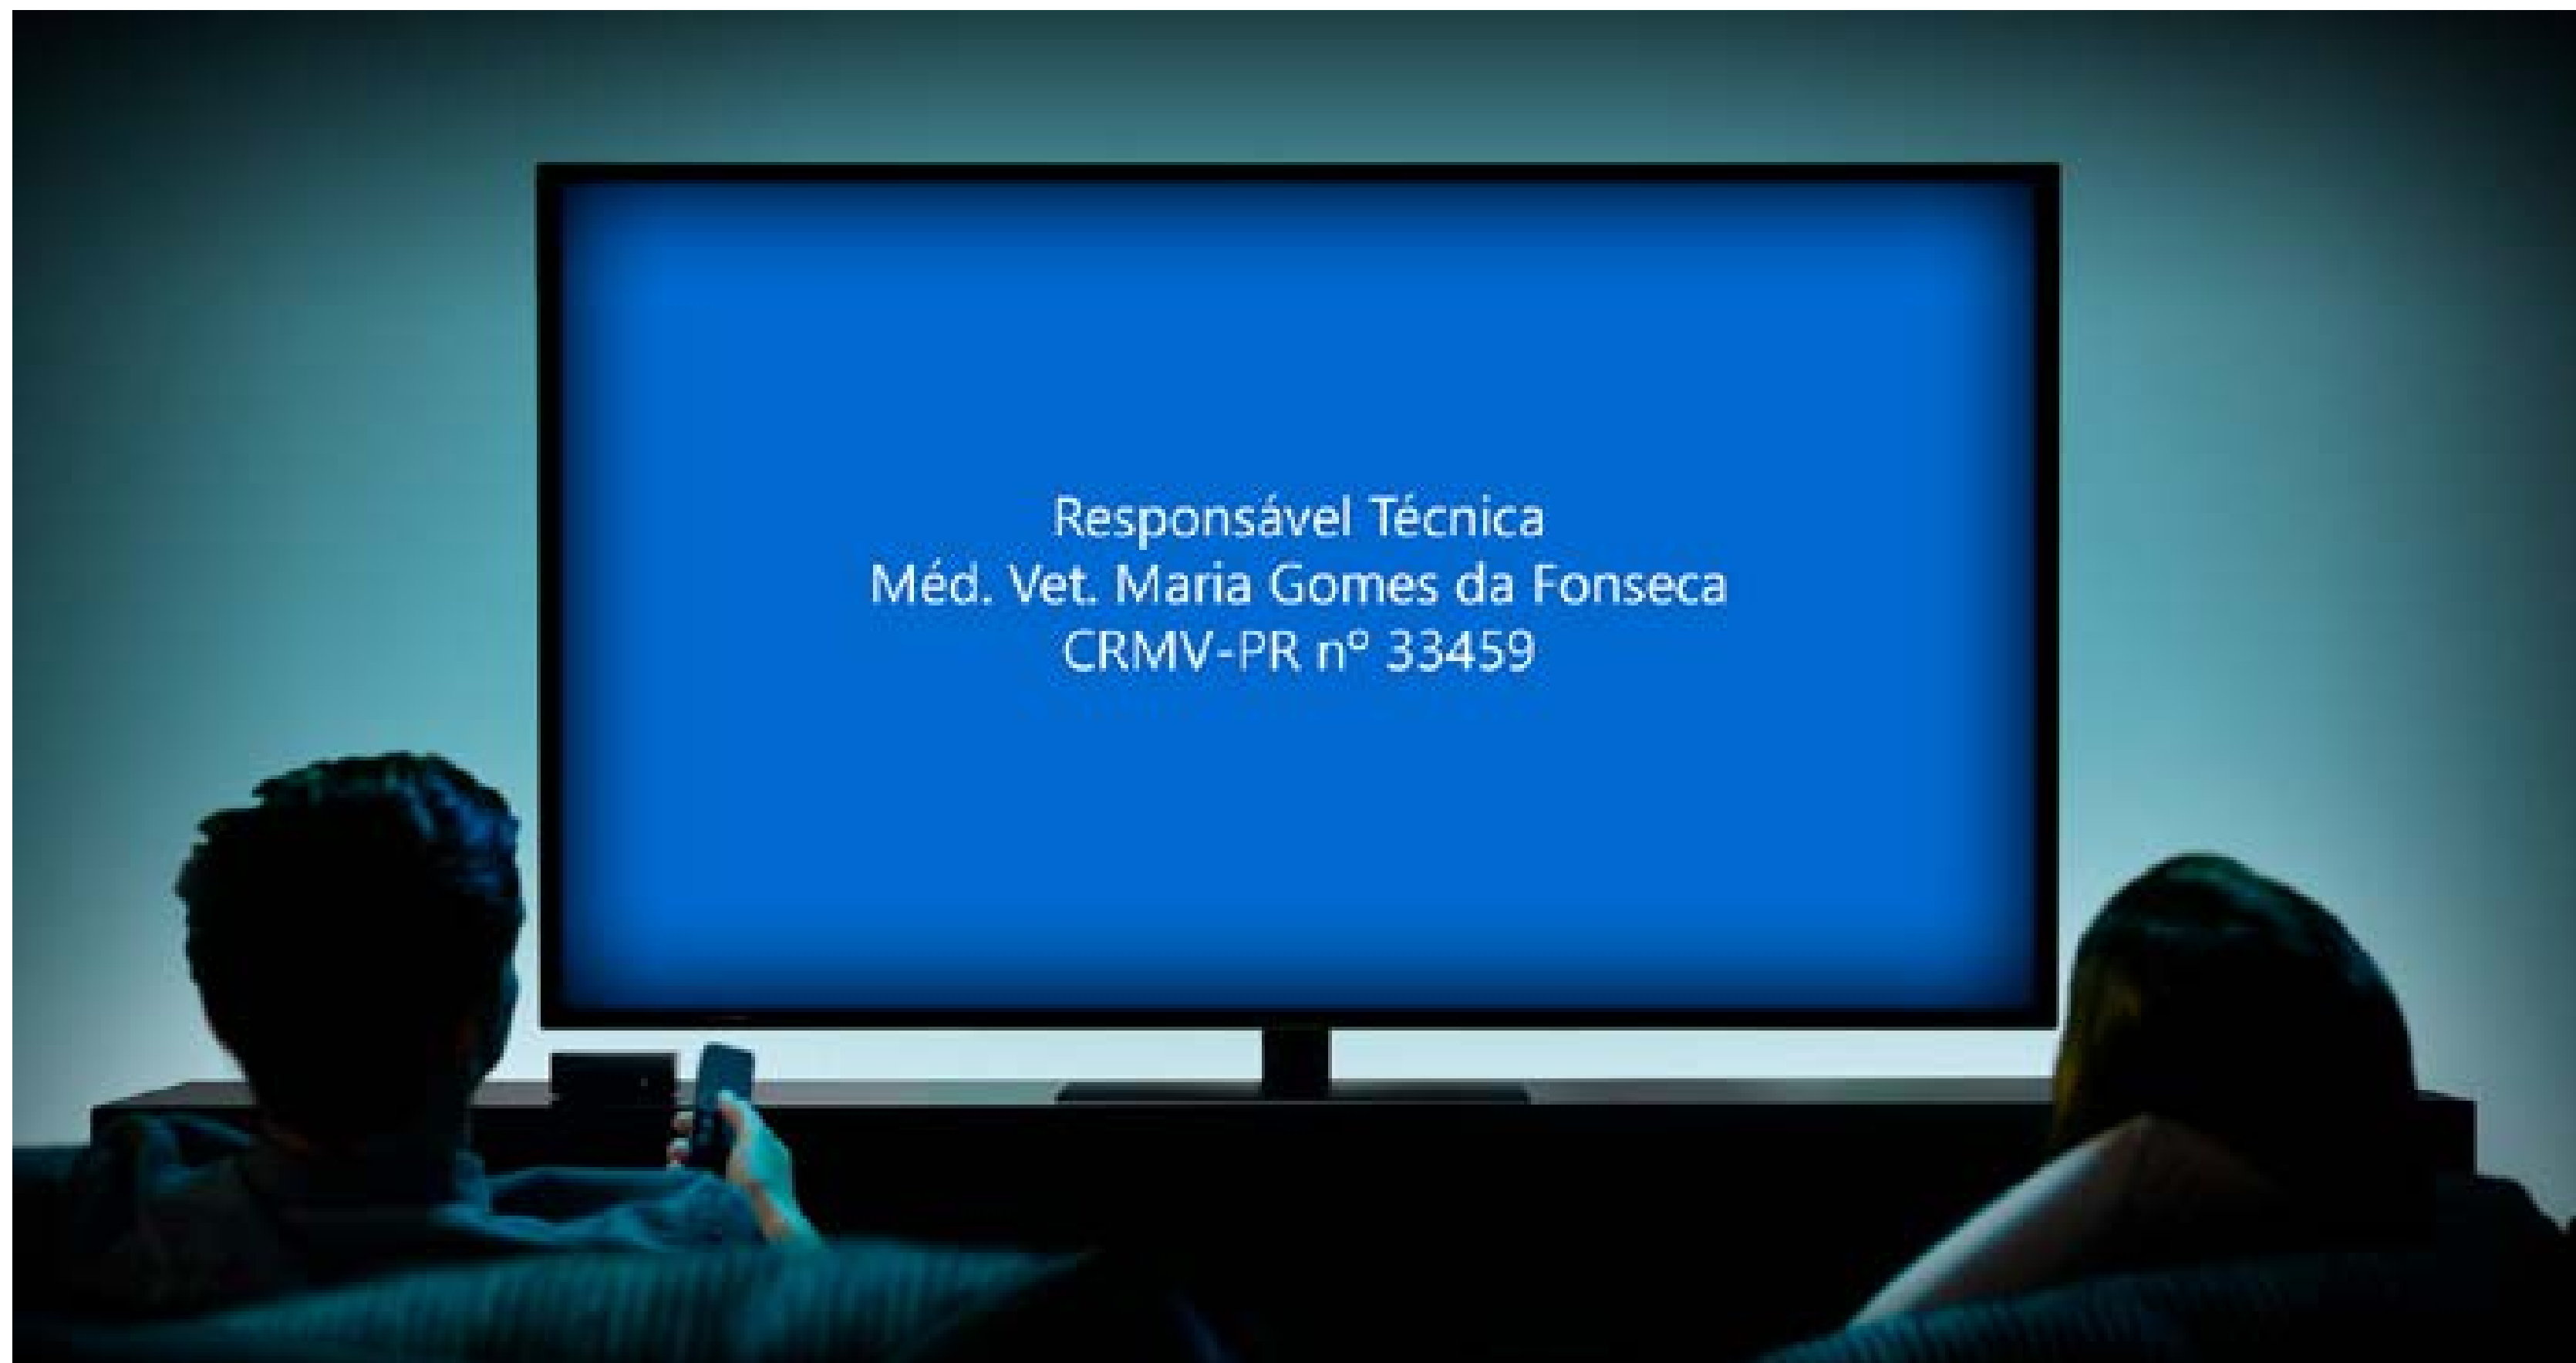 Responsável Técnica
Méd. Vet. Maria Gomes da Fonseca
CRMV-PR nº 33459